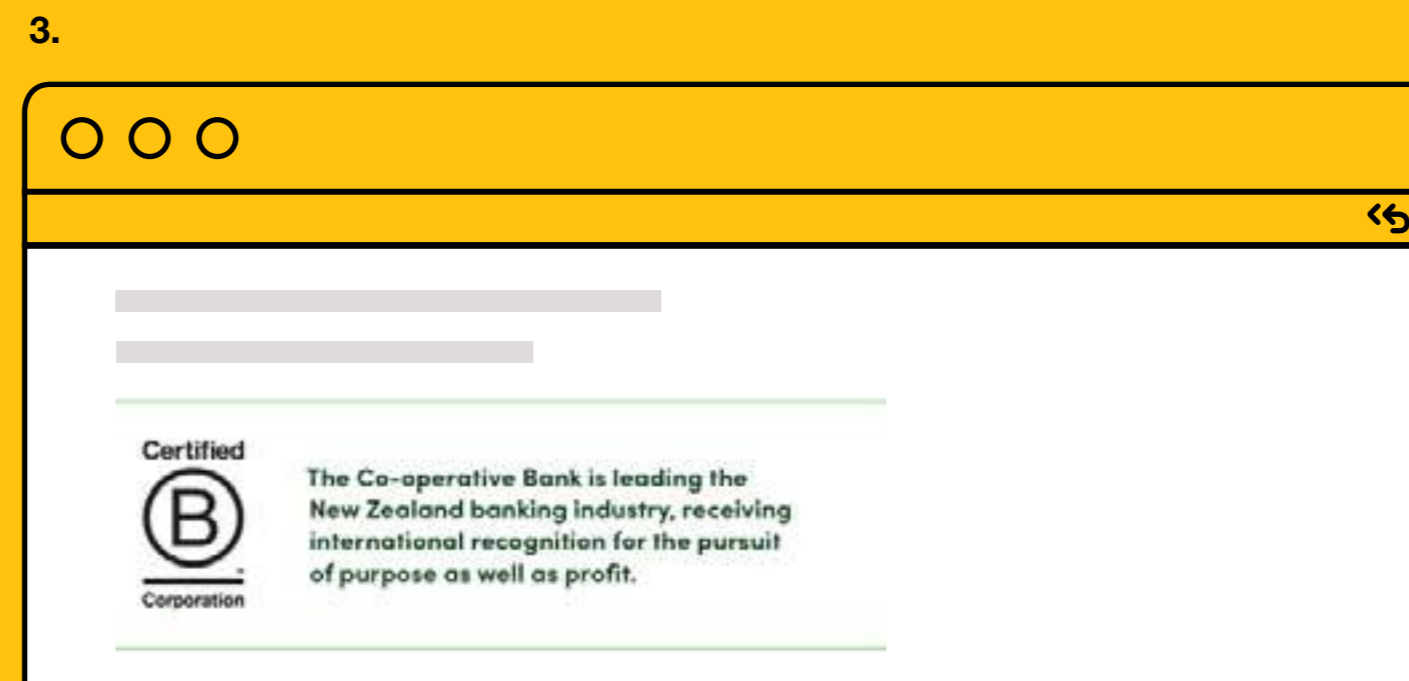 3.
Certified
B
Corporation
The Co-operative Bank is leading the
New Zealand banking industry, receiving
international recognition for the pursuit
of purpose as well as profit.